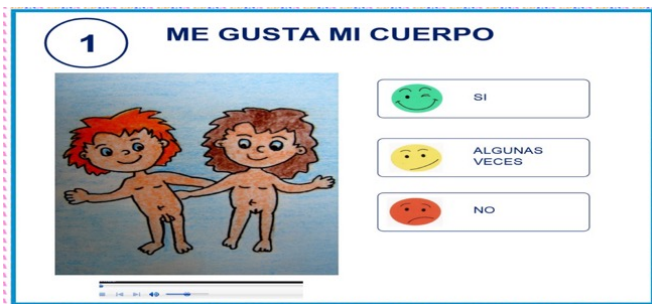 1
ME GUSTA MI CUERPO
SI
ALGUNAS
VECES
NO